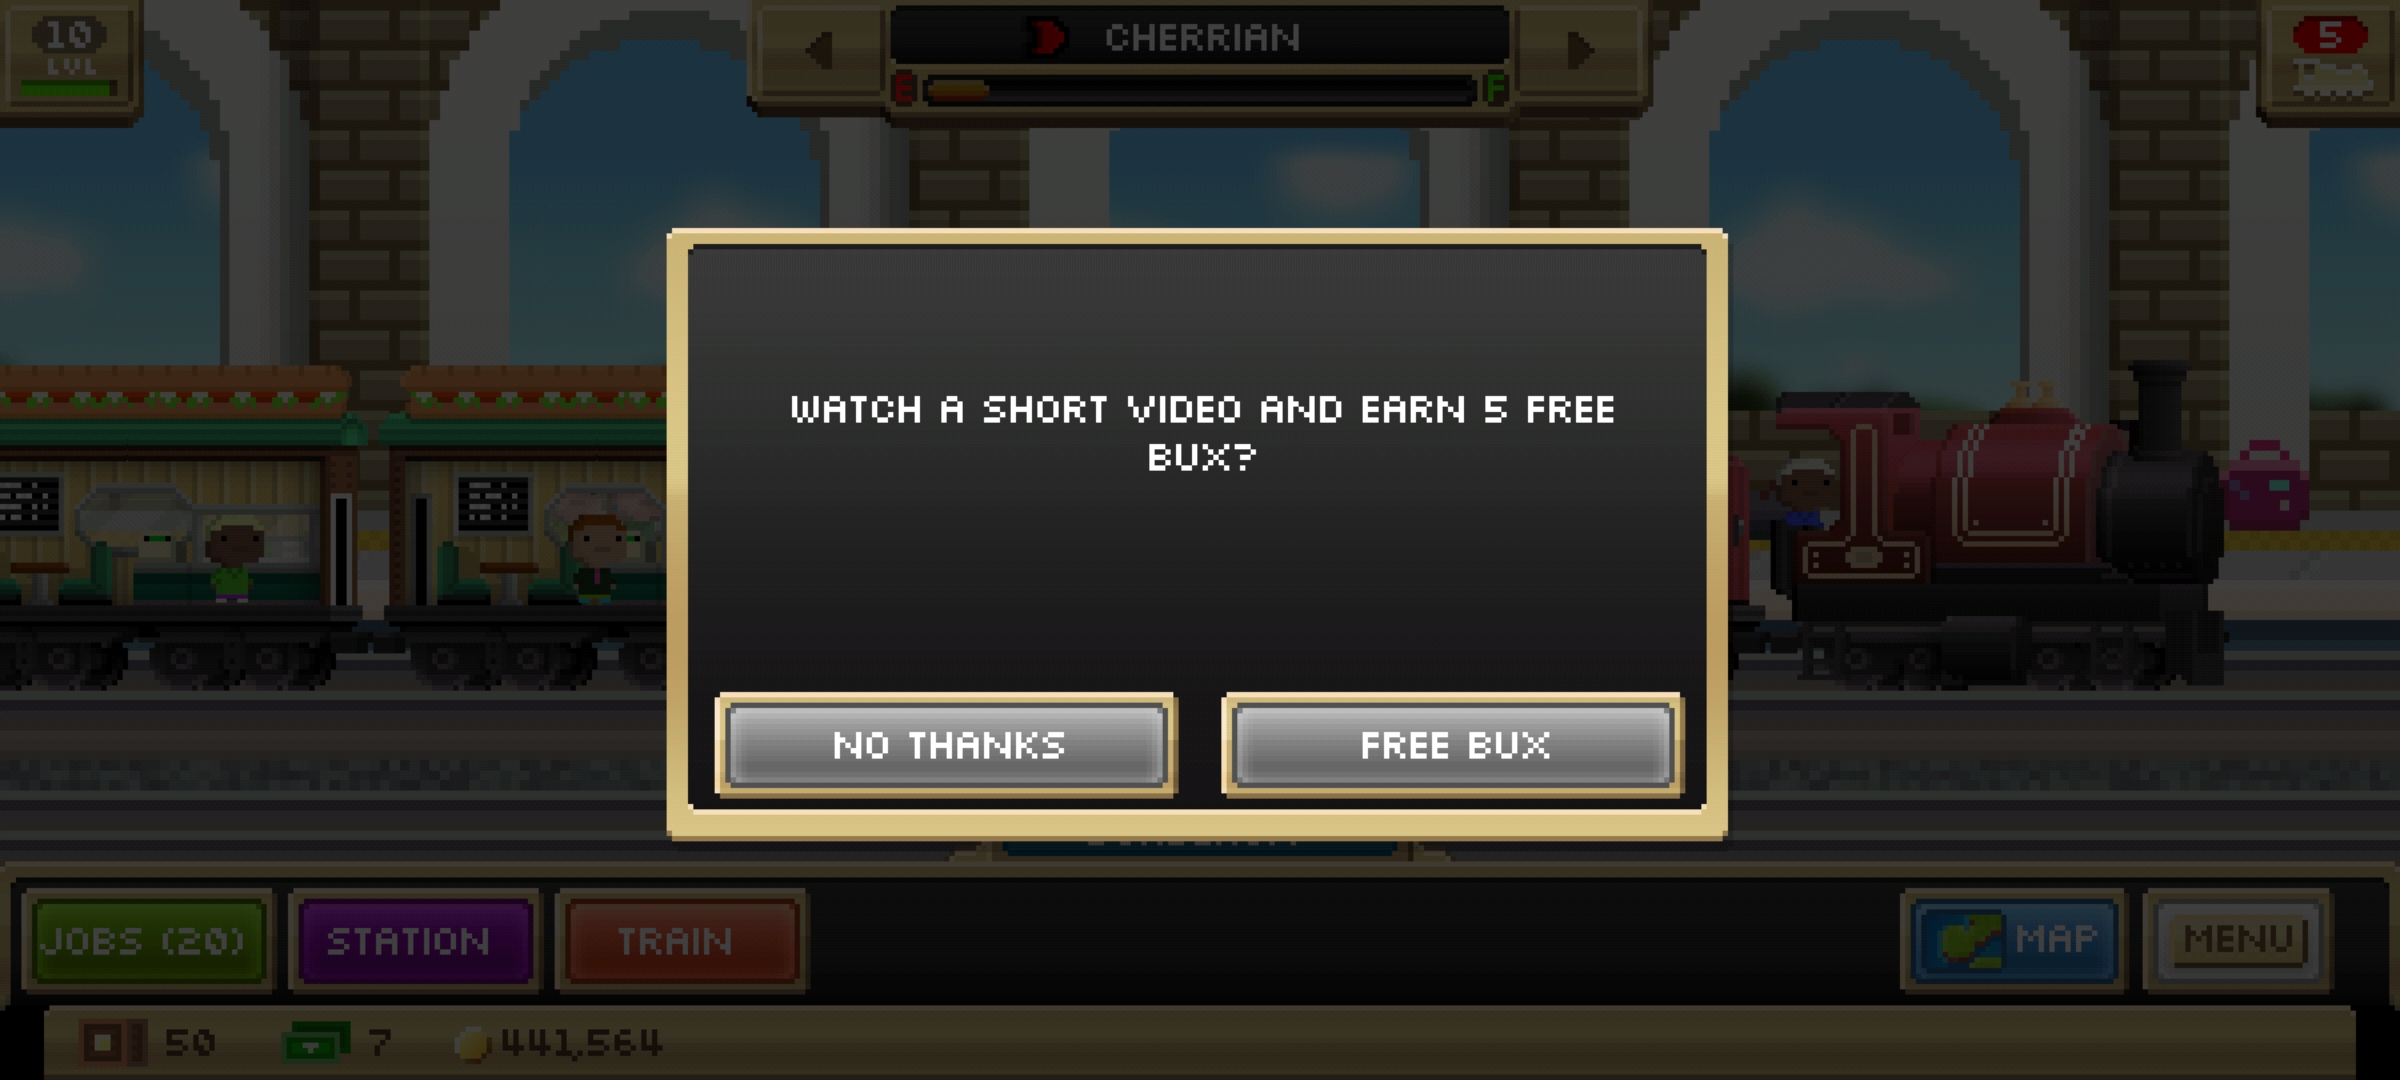 10
LVL
CHERRIAN
E F
5
WATCH A SHORT VIDEO AND EARN 5 FREE
BUX?
NO THANKS
FREE BUX
JOBS (20)
STATION
TRAIN
MAP
MENU
50
7
441,564